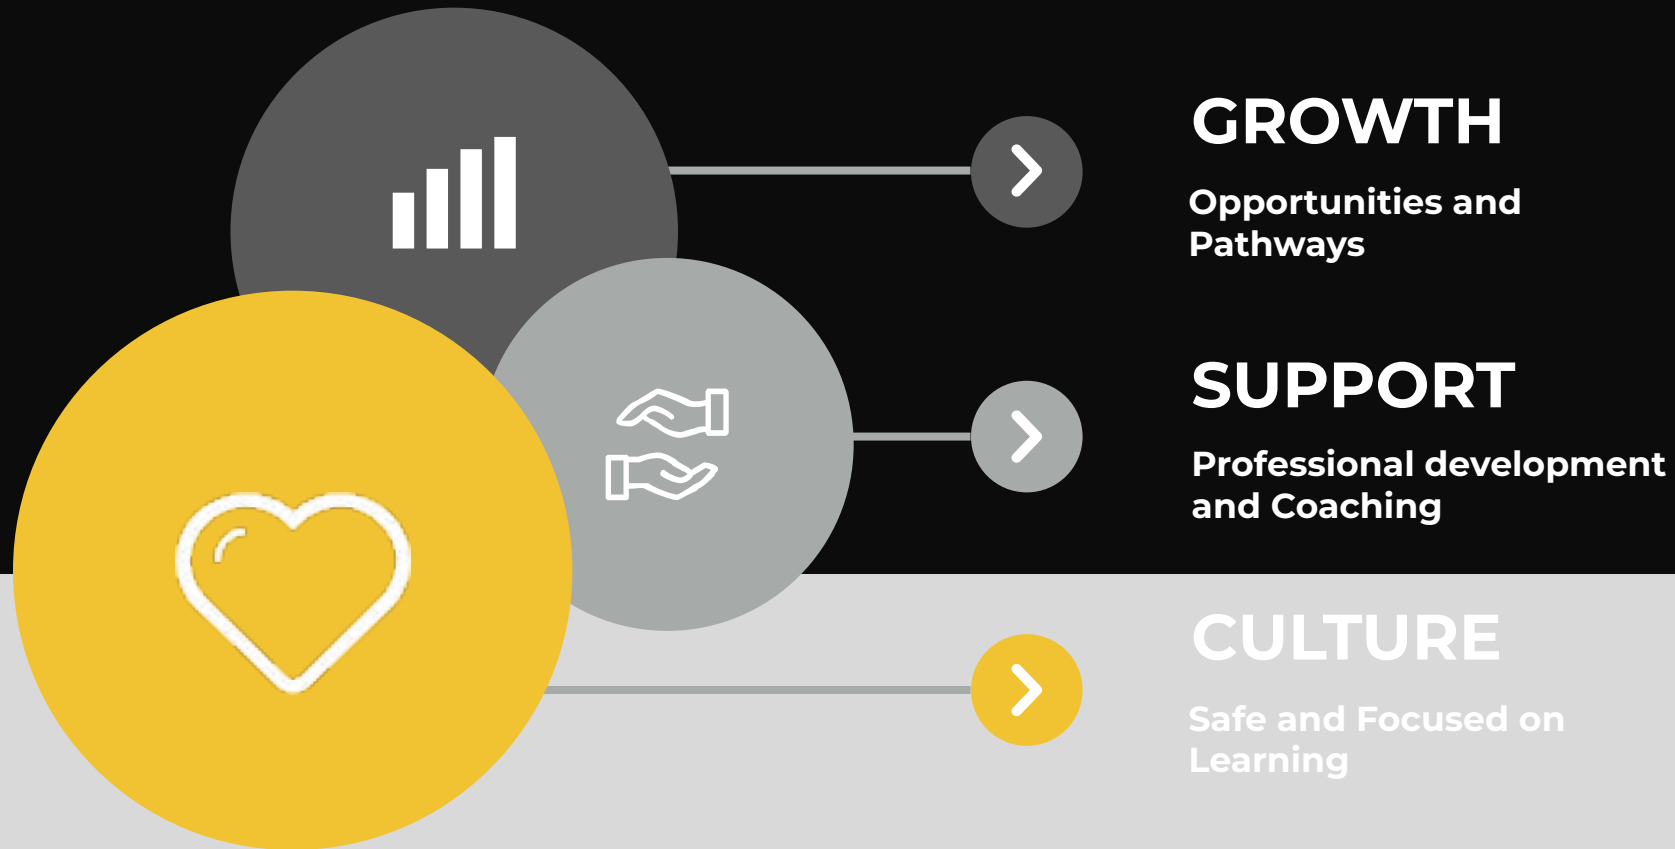 GROWTH
Opportunities and
Pathways
SUPPORT
Professional development
and Coaching
CULTURE
Safe and Focused on
Learning